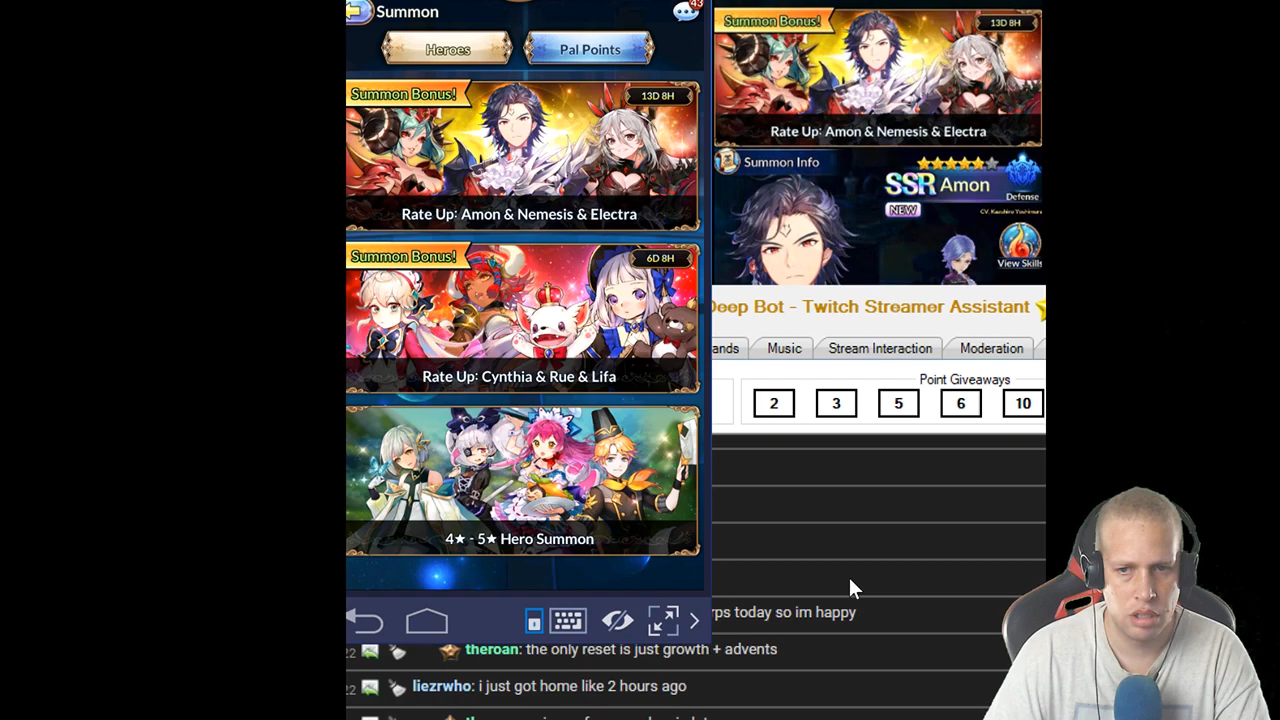 Summon
43
Heroes
Pal Points
Summon Bonus!
13D 8H
Rate Up: Amon & Nemesis & Electra
Summon Bonus!
6D 8H
Rate Up: Cynthia & Rue & Lifa
4★ - 5★ Hero Summon
Summon Bonus!
13D 8H
Rate Up: Amon & Nemesis & Electra
Summon Info
SSR Amon
Defense
NEW
View Skills
Deep Bot - Twitch Streamer Assistant
ands
Music
Stream Interaction
Moderation
Point Giveaways
2
3
5
6
10
rps today so im happy
22
theroan: the only reset is just growth + advents
22
liezrwho: i just got home like 2 hours ago